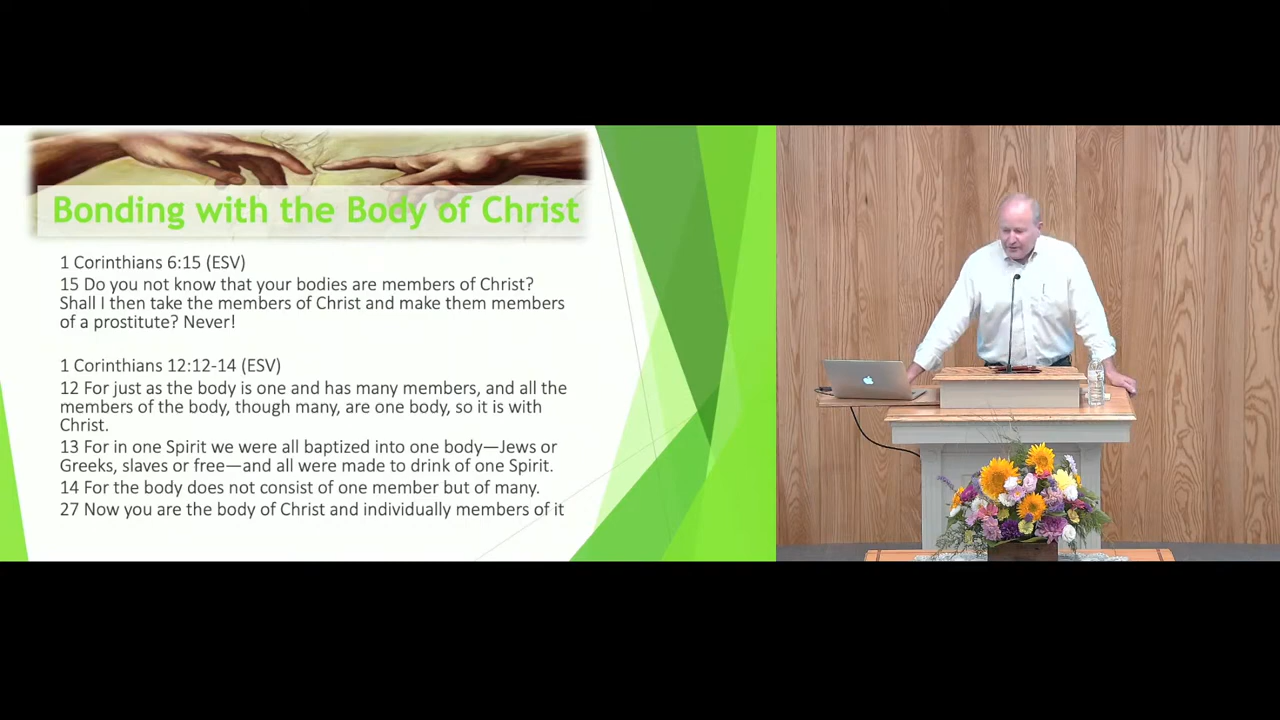 Bonding with the Body of Christ
1 Corinthians 6:15 (ESV)
15 Do you not know that your bodies are members of Christ?
Shall I then take the members of Christ and make them members
of a prostitute? Never!
1 Corinthians 12:12-14 (ESV)
12 For just as the body is one and has many members, and all the
members of the body, though many, are one body, so it is with
Christ.
13 For in one Spirit we were all baptized into one body—Jews or
Greeks, slaves or free—and all were made to drink of one Spirit.
14 For the body does not consist of one member but of many.
27 Now you are the body of Christ and individually members of it